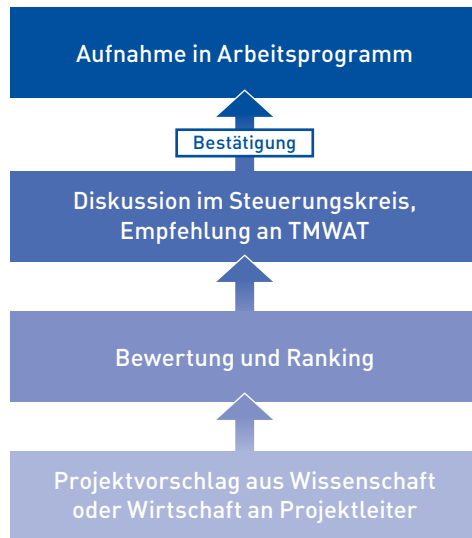 Aufnahme in Arbeitsprogramm
Bestätigung
Diskussion im Steuerungskreis,
Empfehlung an TMWAT
Bewertung und Ranking
Projektvorschlag aus Wissenschaft
oder Wirtschaft an Projektleiter